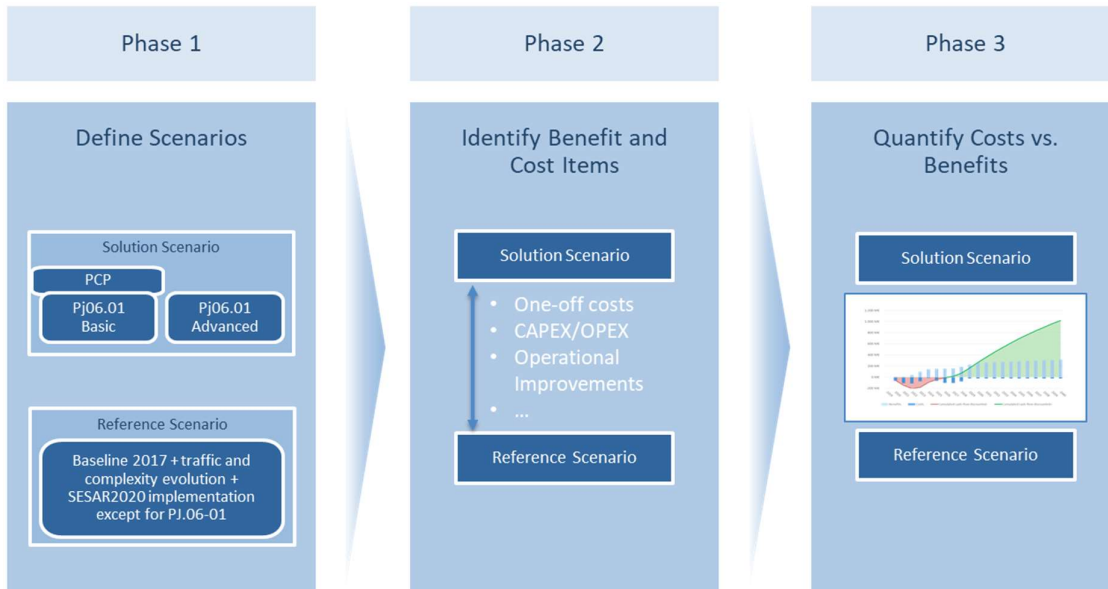 Phase 1
Phase 2
Phase 3
Define Scenarios
Solution Scenario
PCP
Pj06.01
Basic
Pj06.01
Advanced
Reference Scenario
Baseline 2017 + traffic and
complexity evolution +
SESAR2020 implementation
except for PJ.06-01
Identify Benefit and
Cost Items
Solution Scenario
• One-off costs
• CAPEX/OPEX
• Operational
Improvements
• ...
Reference Scenario
Quantify Costs vs.
Benefits
Solution Scenario
Reference Scenario